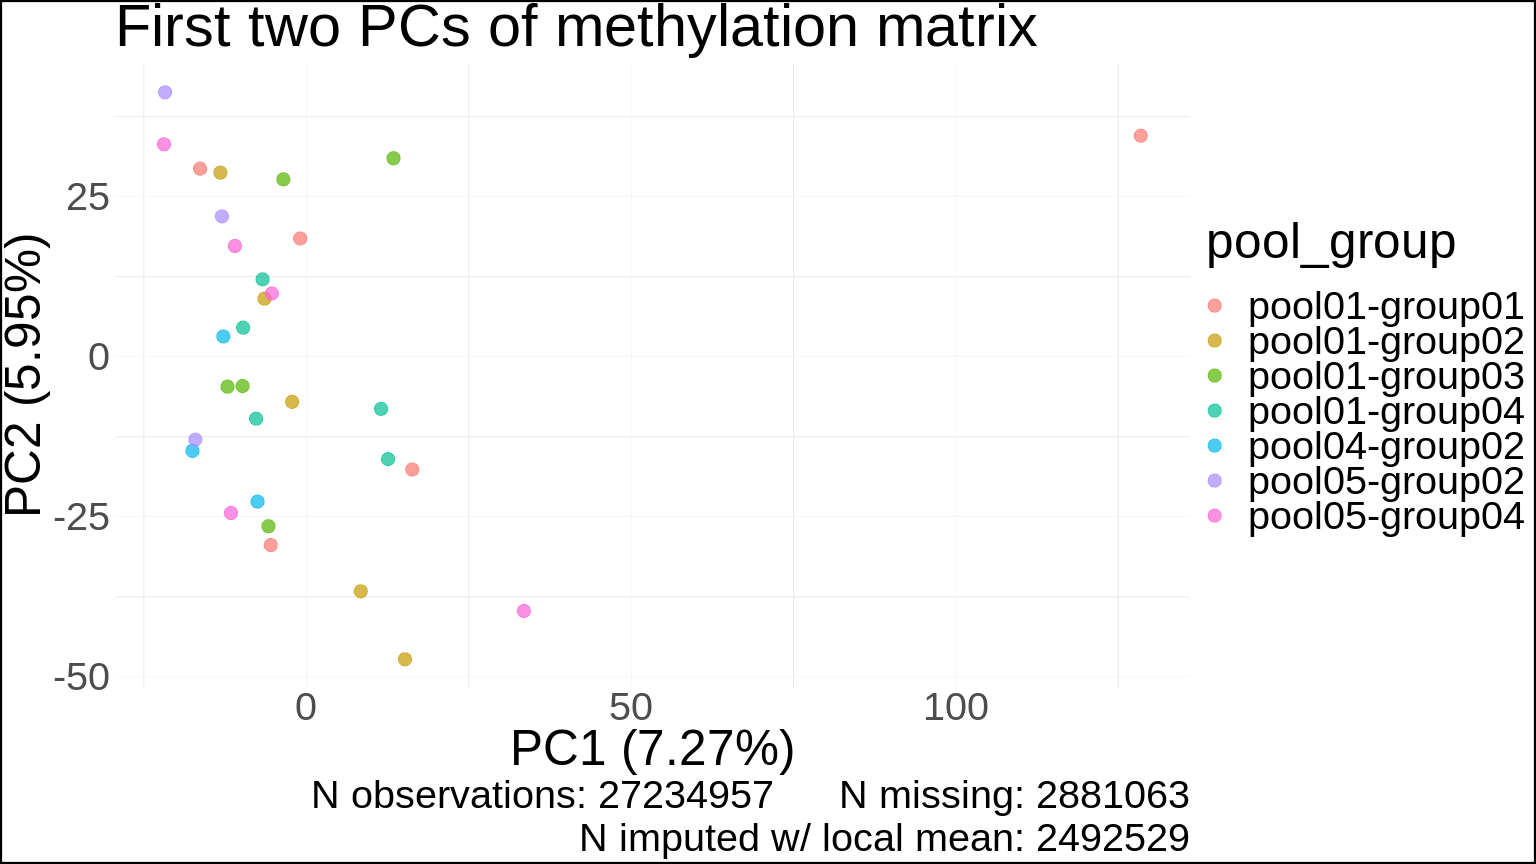 First two PCs of methylation matrix
25
0
-25
-50
PC2 (5.95%)
0 50 100
PC1 (7.27%)
N observations: 27234957 N missing: 2881063
N imputed w/ local mean: 2492529
pool_group
pool01-group01
pool01-group02
pool01-group03
pool01-group04
pool04-group02
pool05-group02
pool05-group04